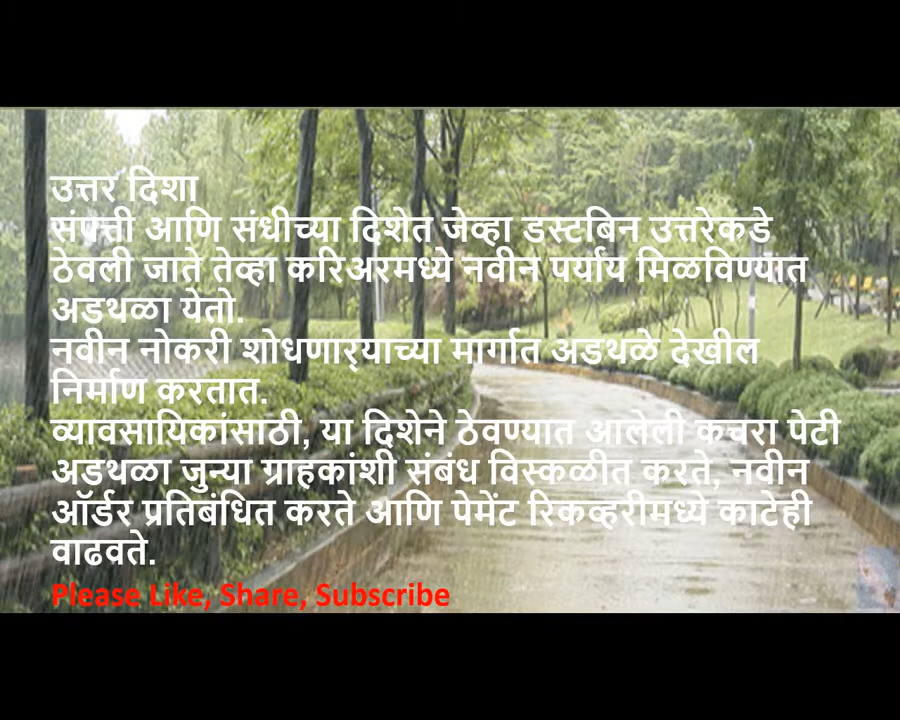 उत्तर दिशा
संपत्ती आणि संधीच्या दिशेत जेव्हा डस्टबिन उत्तरेकडे
ठेवली जाते तेव्हा करिअरमध्ये नवीन पर्याय मिळविण्यात
अडथळा येतो.
नवीन नोकरी शोधणार्‍याच्या मार्गात अडथळे देखील
निर्माण करतात.
व्यावसायिकांसाठी, या दिशेने ठेवण्यात आलेली कचरा पेटी
अडथळा जुन्या ग्राहकांशी संबंध विस्कळीत करते, नवीन
ऑर्डर प्रतिबंधित करते आणि पेमेंट रिकव्हरीमध्ये काटेही
वाढवते.
Please Like, Share, Subscribe